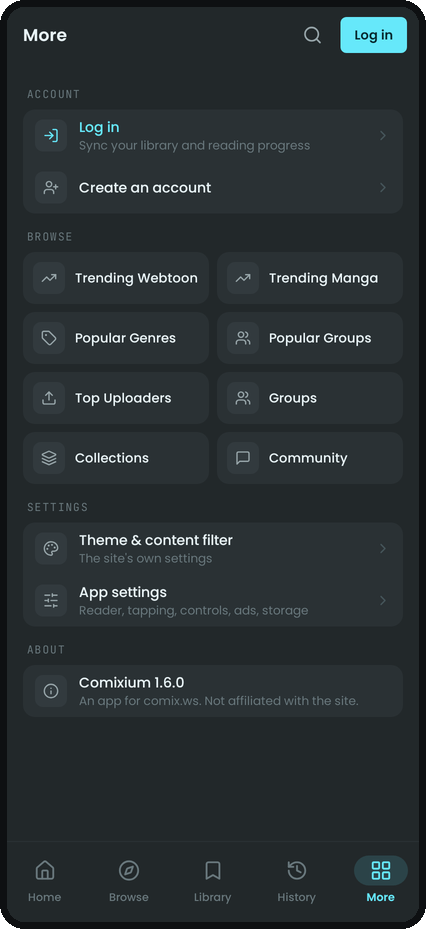 More
Log in
ACCOUNT
Log in
Sync your library and reading progress
Create an account
BROWSE
Trending Webtoon
Trending Manga
Popular Genres
Popular Groups
Top Uploaders
Groups
Collections
Community
SETTINGS
Theme & content filter
The site's own settings
App settings
Reader, tapping, controls, ads, storage
ABOUT
Comixium 1.6.0
An app for comix.ws. Not affiliated with the site.
Home
Browse
Library
History
More